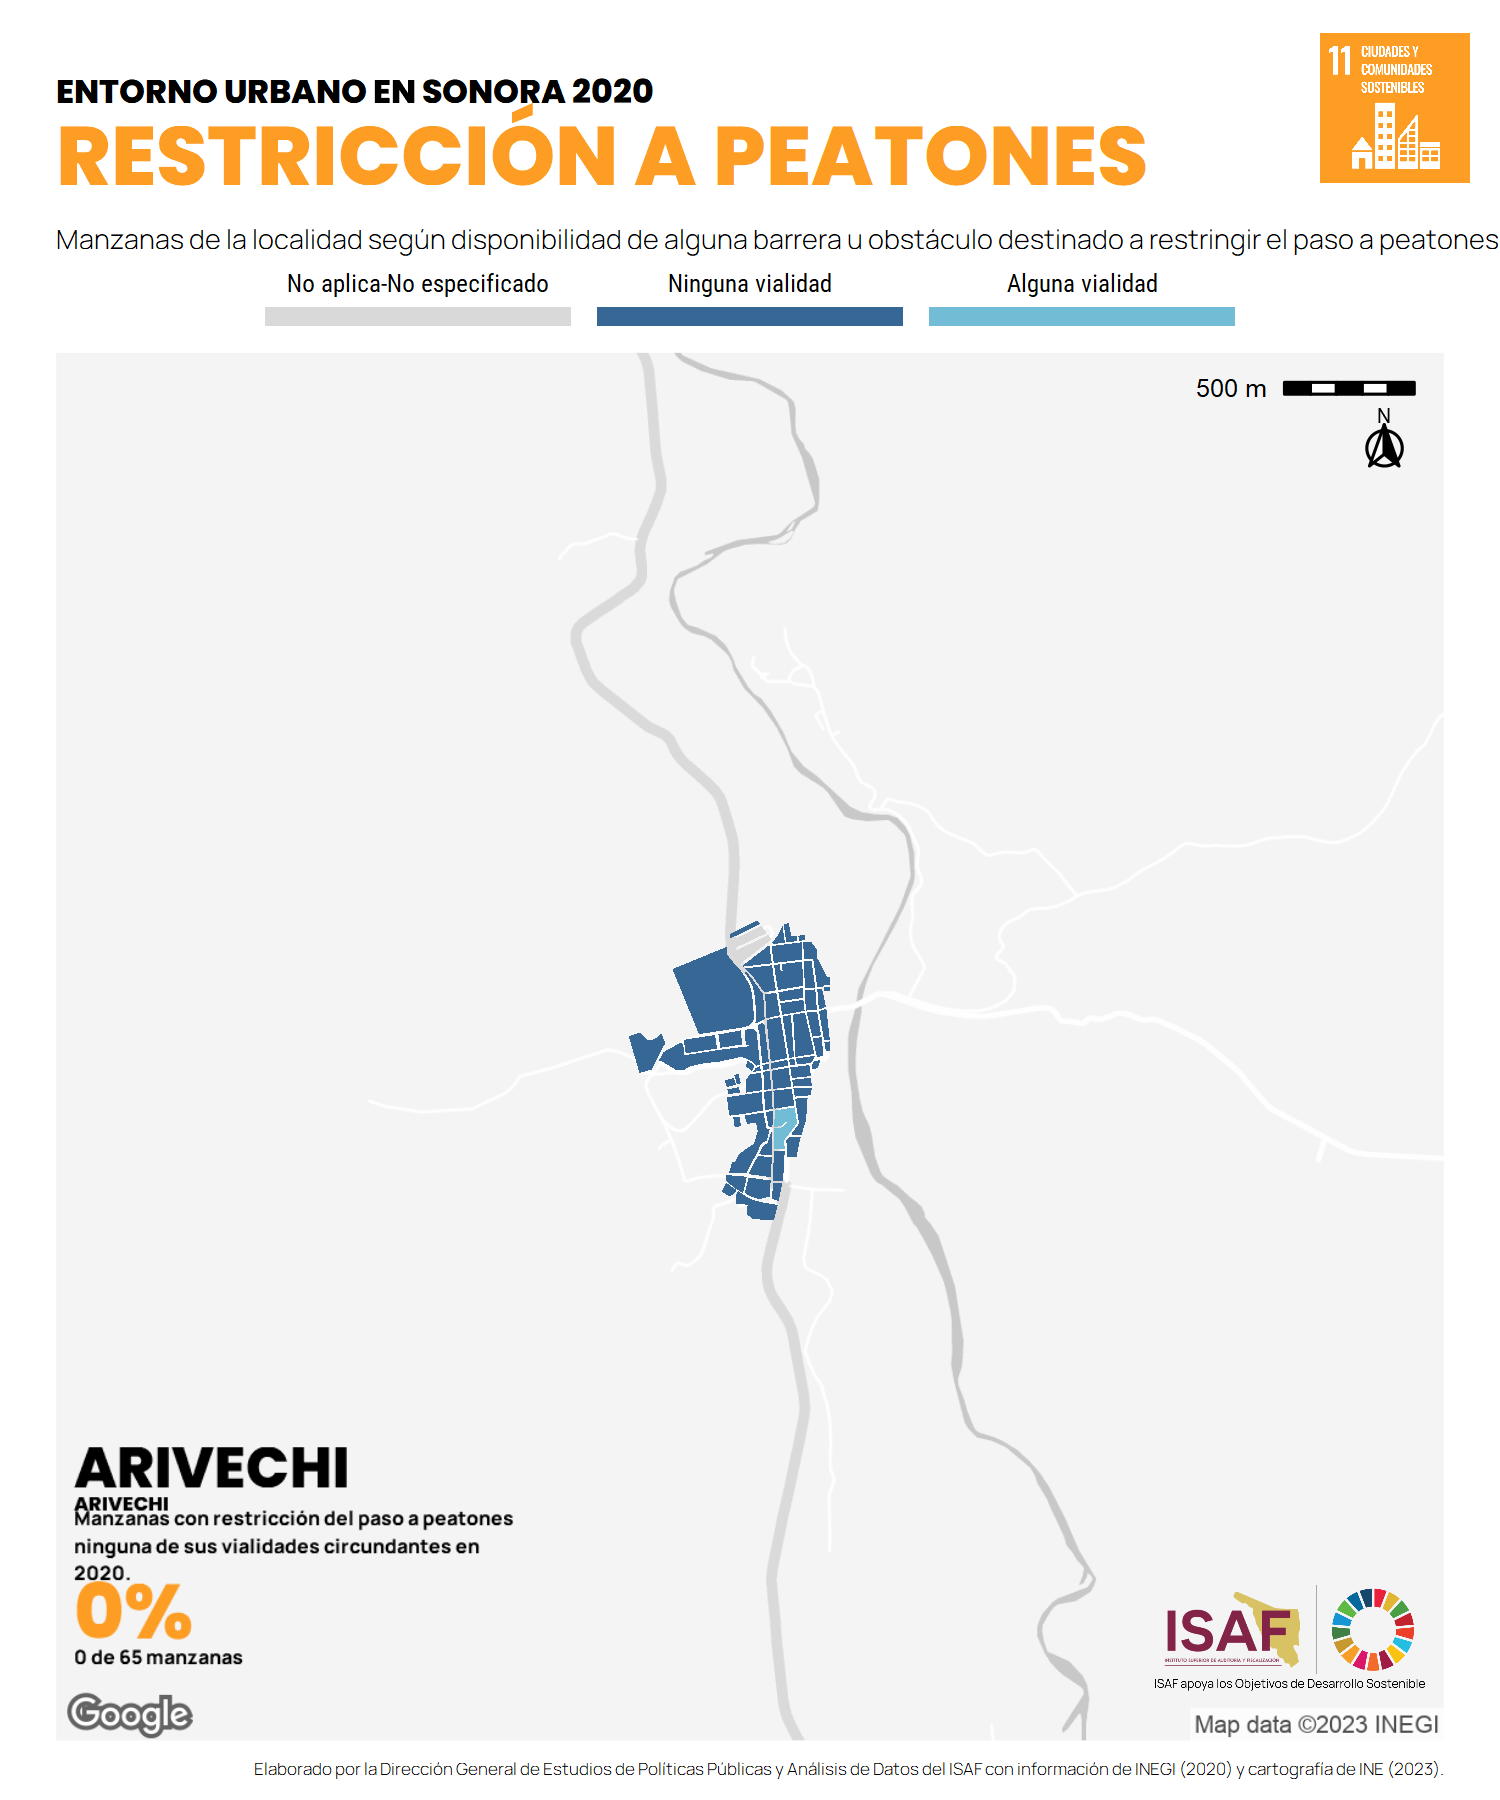 ENTORNO URBANO EN SONORA 2020
RESTRICCIÓN A PEATONES
11 CIUDADES Y
COMUNIDADES
SOSTENIBLES
Manzanas de la localidad según disponibilidad de alguna barrera u obstáculo destinado a restringir el paso a peatones
No aplica-No especificado
Ninguna vialidad
Alguna vialidad
500 m
N
ARIVECHI
ARIVECHI
Manzanas con restricción del paso a peatones
ninguna de sus vialidades circundantes en
2020.
0%
0 de 65 manzanas
Google
ISAF
INSTITUTO SUPERIOR DE AUDITORÍA Y FISCALIZACIÓN
ISAF apoya los Objetivos de Desarrollo Sostenible
Map data ©2023 INEGI
Elaborado por la Dirección General de Estudios de Políticas Públicas y Análisis de Datos del ISAF con información de INEGI (2020) y cartografía de INE (2023).